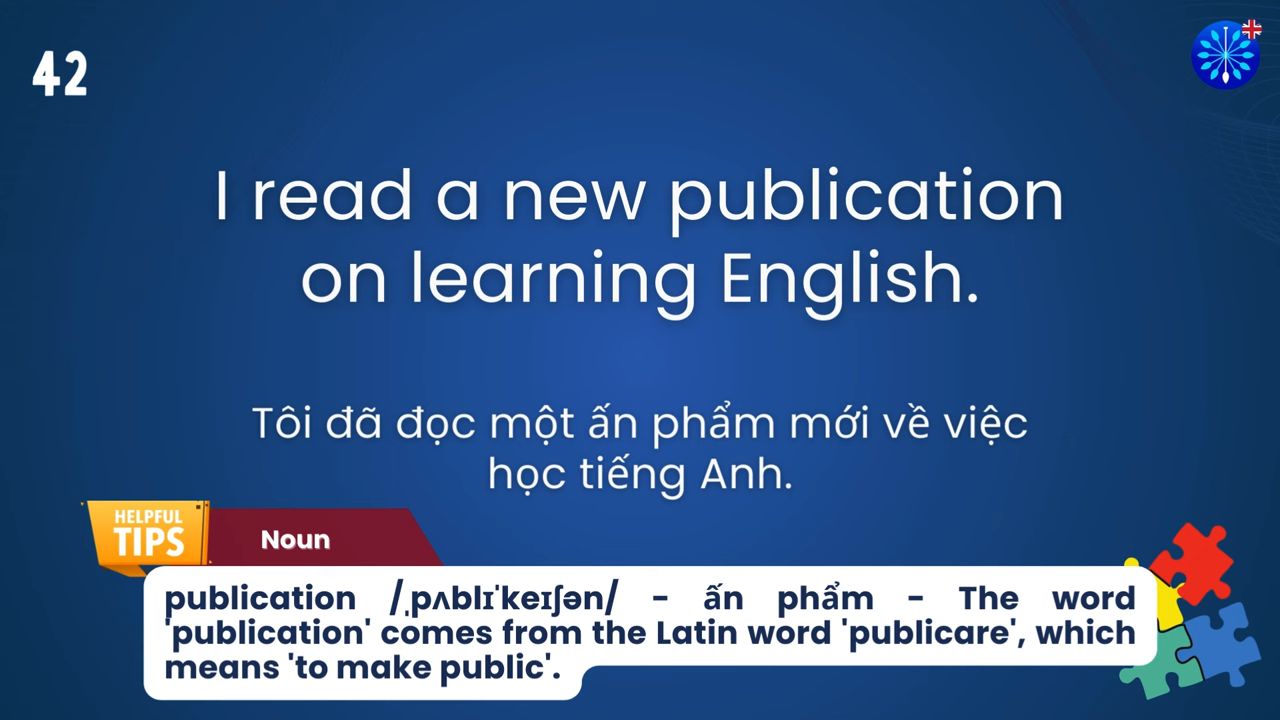 42
I read a new publication
on learning English.
Tôi đã đọc một ấn phẩm mới về việc
học tiếng Anh.
HELPFUL
TIPS
Noun
publication /ˌpʌblɪˈkeɪʃən/ - ấn phẩm - The word
'publication' comes from the Latin word 'publicare', which
means 'to make public'.